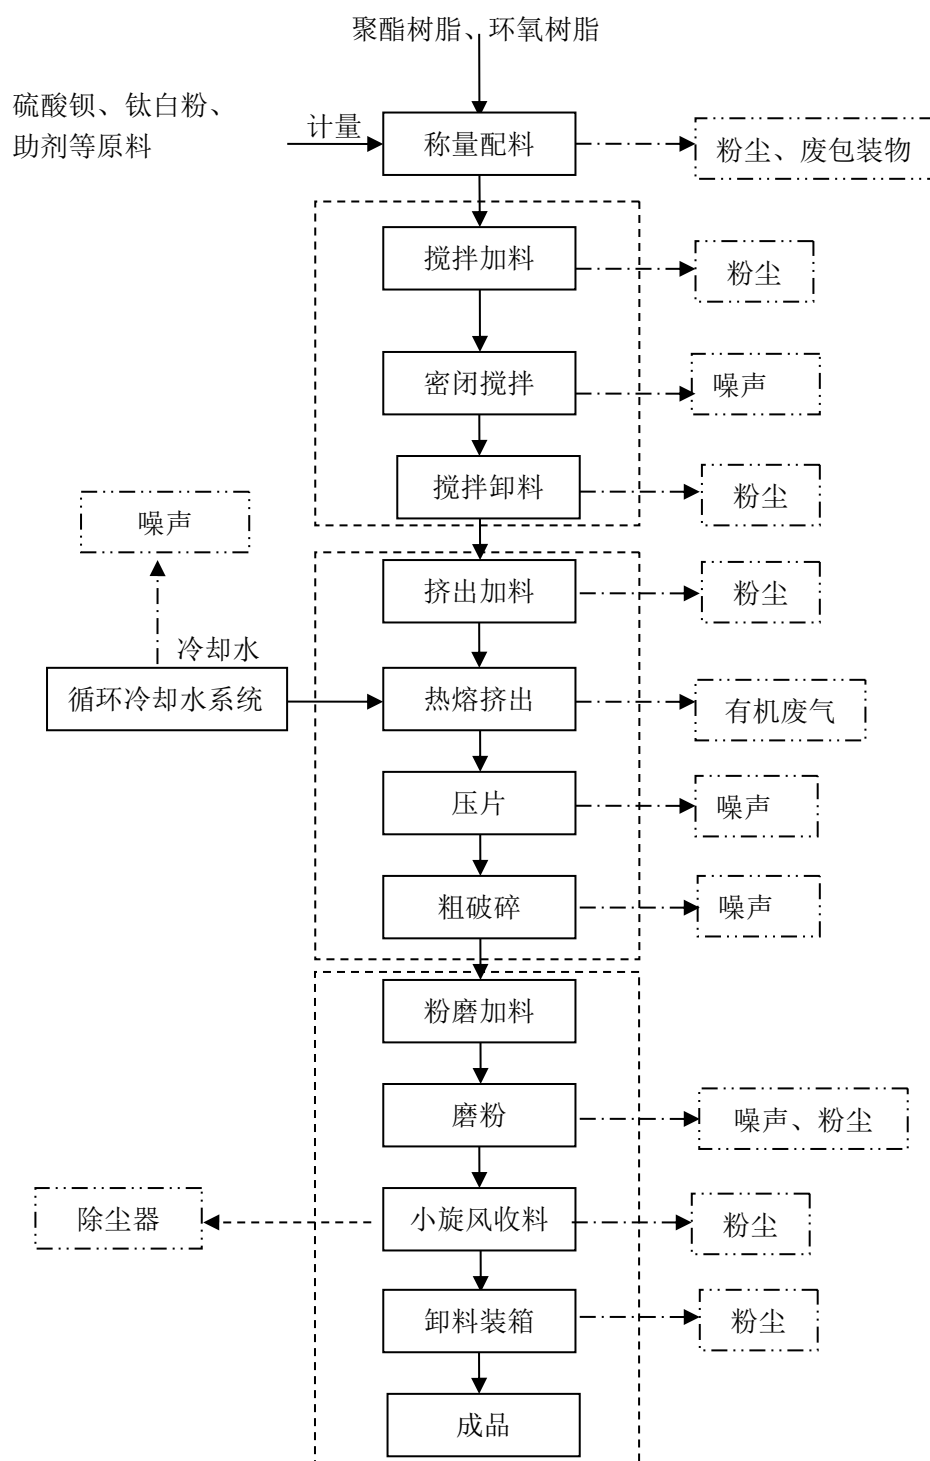 聚酯树脂、环氧树脂
硫酸钡、钛白粉、
助剂等原料
计量
称量配料
粉尘、废包装物
搅拌加料
粉尘
密闭搅拌
噪声
搅拌卸料
粉尘
噪声
挤出加料
粉尘
冷却水
循环冷却水系统
热熔挤出
有机废气
压片
噪声
粗破碎
噪声
粉磨加料
磨粉
噪声、粉尘
除尘器
小旋风收料
粉尘
卸料装箱
粉尘
成品